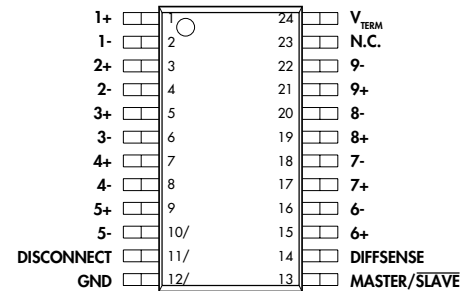 1+ 1 24 VTERM
1- 2 23 N.C.
2+ 3 22 9-
2- 4 21 9+
3+ 5 20 8-
3- 6 19 8+
4+ 7 18 7-
4- 8 17 7+
5+ 9 16 6-
5- 10/ 15 6+
DISCONNECT 11/ 14 DIFFSENSE
GND 12/ 13 MASTER/SLAVE